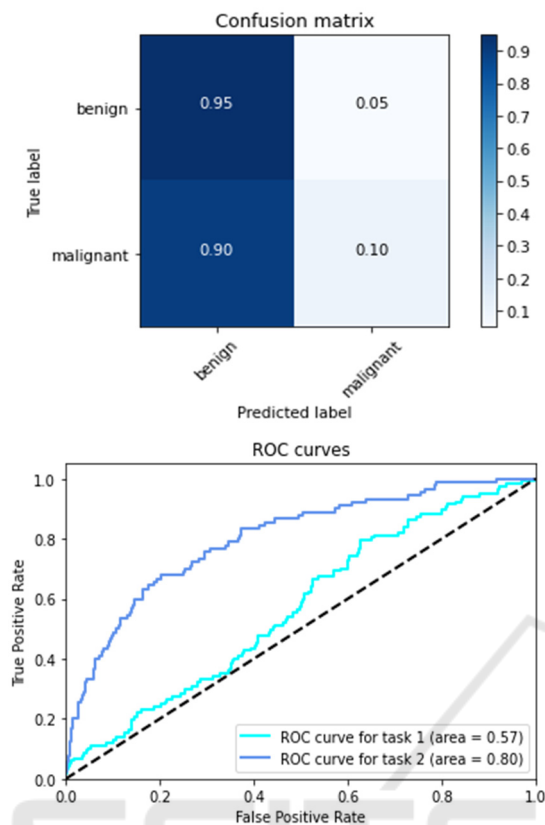 Confusion matrix
True label
benign
malignant
0.95
0.05
0.90
0.10
benign
malignant
Predicted label
0.9
0.8
0.7
0.6
0.5
0.4
0.3
0.2
0.1
ROC curves
True Positive Rate
1.0
0.8
0.6
0.4
0.2
0.0
ROC curve for task 1 (area = 0.57)
ROC curve for task 2 (area = 0.80)
0.0
0.2
0.4
0.6
0.8
1.0
False Positive Rate